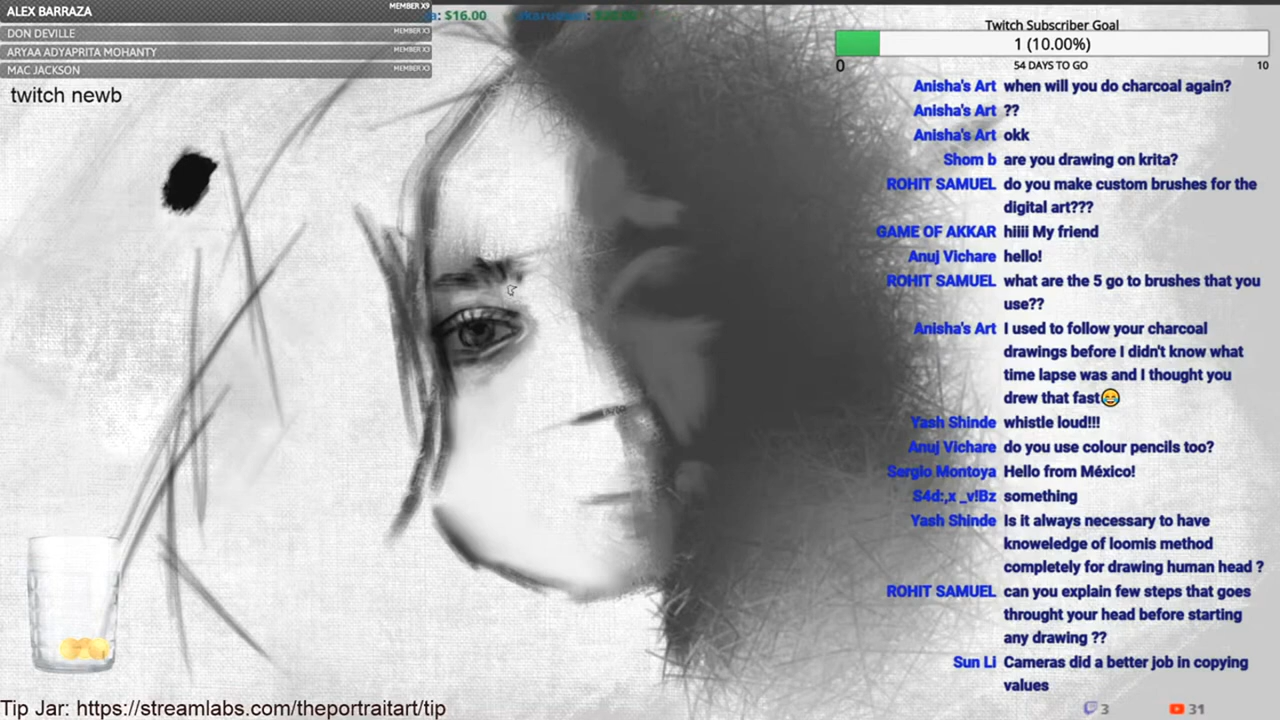 ALEX BARRAZA MEMBER X9
DON DEVILLE MEMBER X3
ARYAA ADYAPRITA MOHANTY MEMBER X3
MAC JACKSON MEMBER X3
twitch newb
a: $16.00
Twitch Subscriber Goal
1 (10.00%)
0 54 DAYS TO GO 10
Anisha's Art when will you do charcoal again?
Anisha's Art ??
Anisha's Art okk
Shom b are you drawing on krita?
ROHIT SAMUEL do you make custom brushes for the
digital art???
GAME OF AKKAR hiiii My friend
Anuj Vichare hello!
ROHIT SAMUEL what are the 5 go to brushes that you
use??
Anisha's Art I used to follow your charcoal
drawings before I didn't know what
time lapse was and I thought you
drew that fast😂
Yash Shinde whistle loud!!!
Anuj Vichare do you use colour pencils too?
Sergio Montoya Hello from México!
S4d:,x _v!Bz something
Yash Shinde Is it always necessary to have
knoweledge of loomis method
completely for drawing human head ?
ROHIT SAMUEL can you explain few steps that goes
throught your head before starting
any drawing ??
Sun Li Cameras did a better job in copying
values
Tip Jar: https://streamlabs.com/theportraitart/tip
3 31